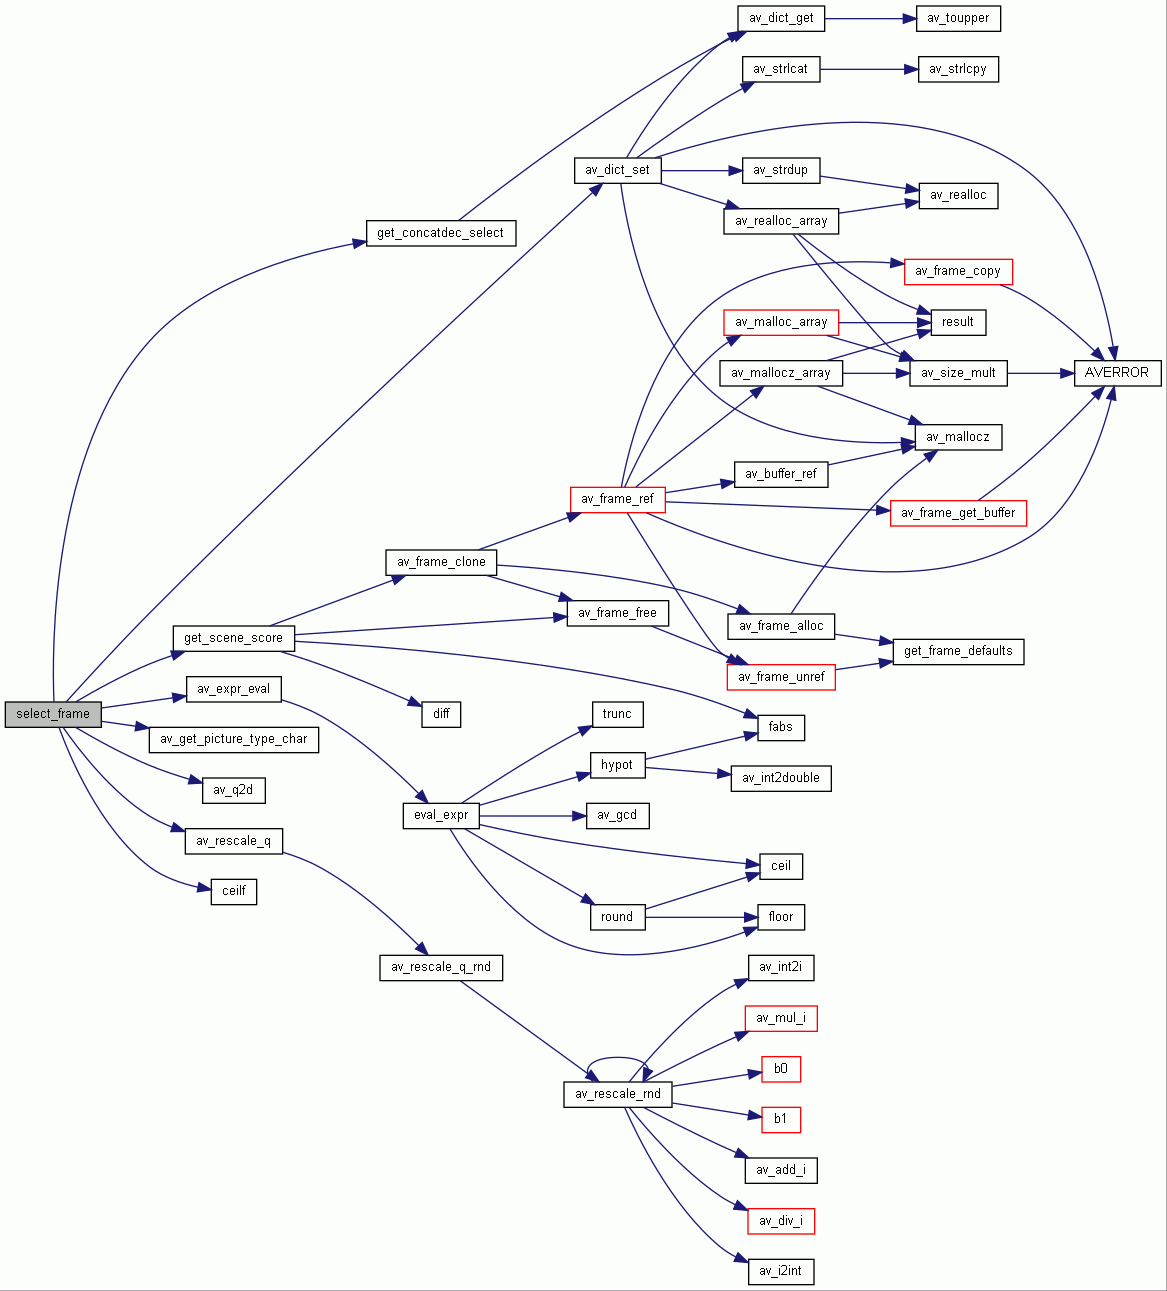 av_dict_get
av_toupper
av_strlcat
av_strlcpy
av_dict_set
av_strdup
av_realloc
av_realloc_array
get_concatdec_select
av_frame_copy
av_malloc_array
result
av_mallocz_array
av_size_mult
AVERROR
av_mallocz
av_buffer_ref
av_frame_ref
av_frame_get_buffer
av_frame_clone
av_frame_free
av_frame_alloc
get_scene_score
get_frame_defaults
av_frame_unref
av_expr_eval
select_frame
diff
trunc
fabs
av_get_picture_type_char
hypot
av_int2double
av_q2d
eval_expr
av_gcd
av_rescale_q
ceil
ceilf
round
floor
av_rescale_q_rnd
av_int2i
av_mul_i
b0
av_rescale_rnd
b1
av_add_i
av_div_i
av_i2int